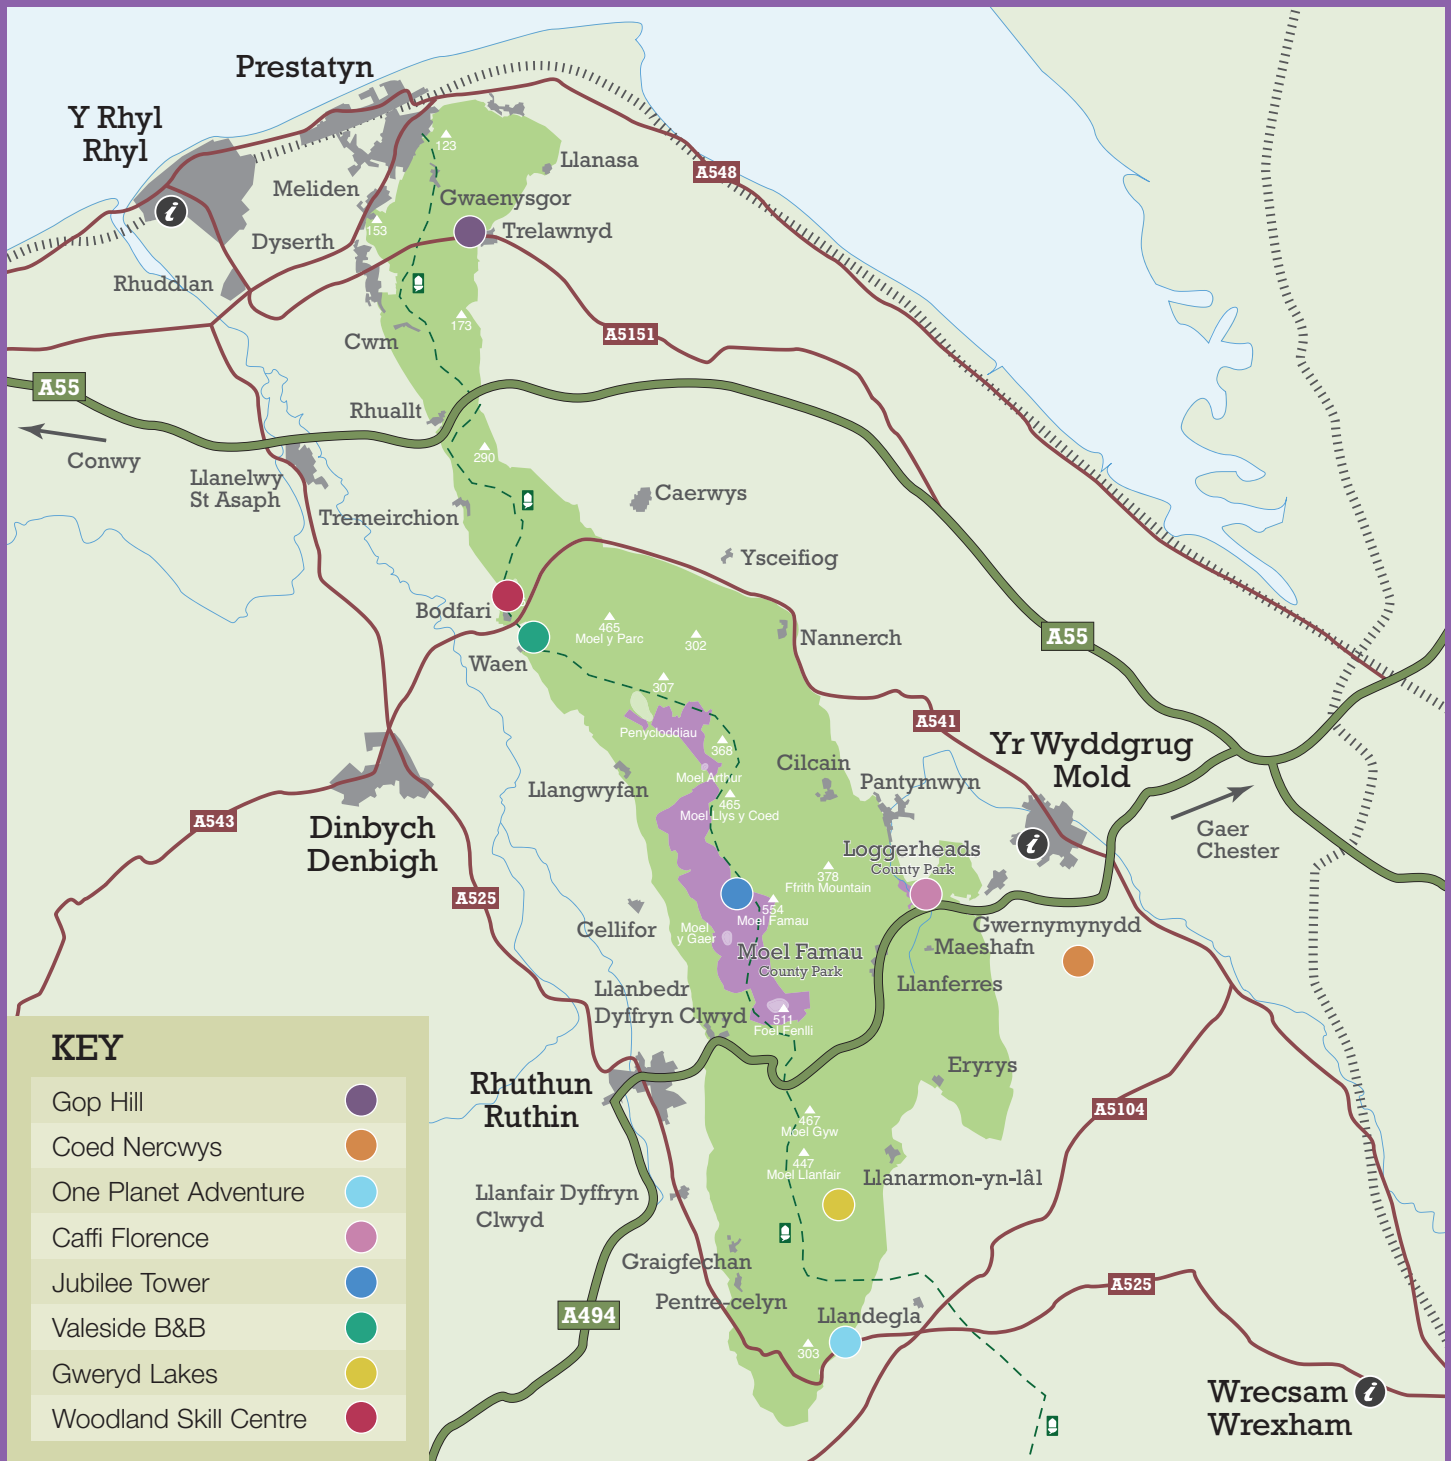 Prestatyn
Y Rhyl
Rhyl
123
Llanasa
A548
Meliden
Gwaenysgor
i
153
Trelawnyd
Dyserth
Rhuddlan
173
A5151
Cwm
A55
Rhuallt
Conwy
290
Llanelwy
St Asaph
Caerwys
Tremeirchion
Ysceifiog
Bodfari
465
Moel y Parc
302
Nannerch
A55
Waen
307
A541
Penycloddiau
368
Yr Wyddgrug
Mold
Cilcain
Moel Arthur
Pantymwyn
Llangwyfan
465
Moel Llys y Coed
A543
Dinbych
Denbigh
Gaer
Chester
i
Loggerheads
County Park
378
Ffrith Mountain
A525
554
Moel Famau
Gellifor
Moel
y Gaer
Gwernymynydd
Moel Famau
County Park
Maeshafn
Llanferres
Llanbedr
Dyffryn Clwyd
511
Foel Fenlli
Eryrys
Rhuthun
Ruthin
A5104
467
Moel Gyw
447
Moel Llanfair
Llanarmon-yn-lâl
Llanfair Dyffryn
Clwyd
Graigfechan
A525
Pentre-celyn
A494
Llandegla
303
Wrecsam
i
Wrexham
KEY
Gop Hill
Coed Nercwys
One Planet Adventure
Caffi Florence
Jubilee Tower
Valeside B&B
Gweryd Lakes
Woodland Skill Centre